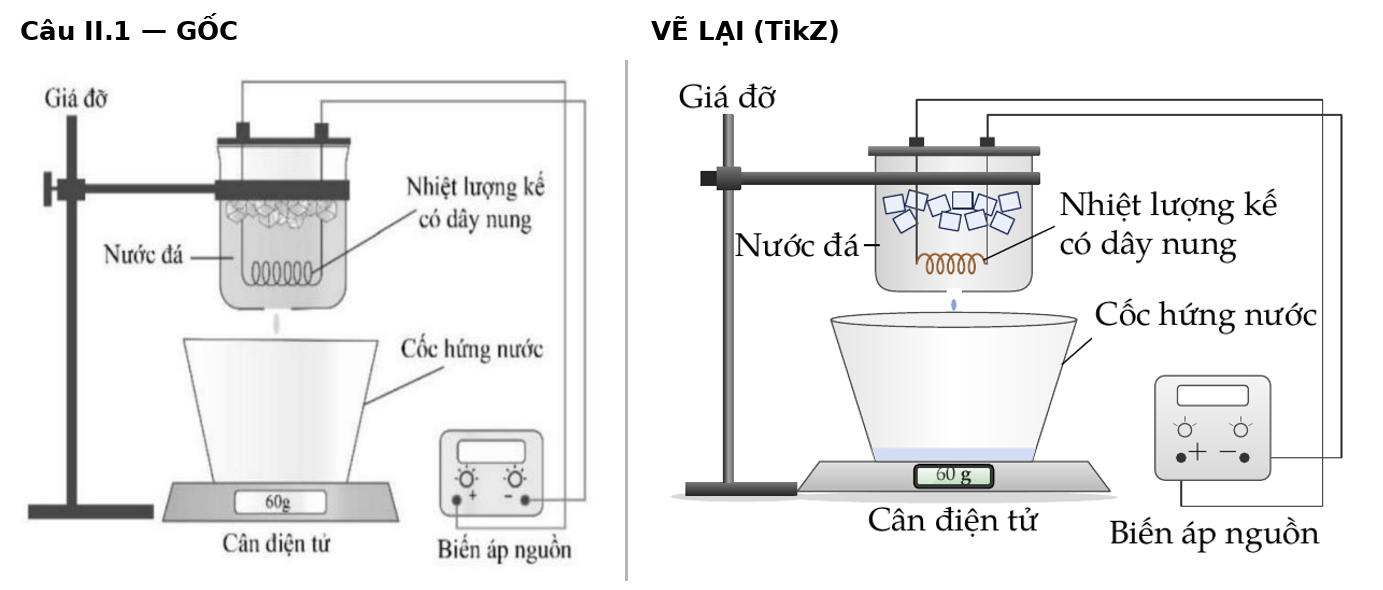 Câu II.1 — GỐC
Giá đỡ
Nhiệt lượng kế
có dây nung
Nước đá
Cốc hứng nước
+ −
60g
Cân điện tử
Biến áp nguồn
VẼ LẠI (TikZ)
Giá đỡ
Nhiệt lượng kế
có dây nung
Nước đá
Cốc hứng nước
+ −
60 g
Cân điện tử
Biến áp nguồn